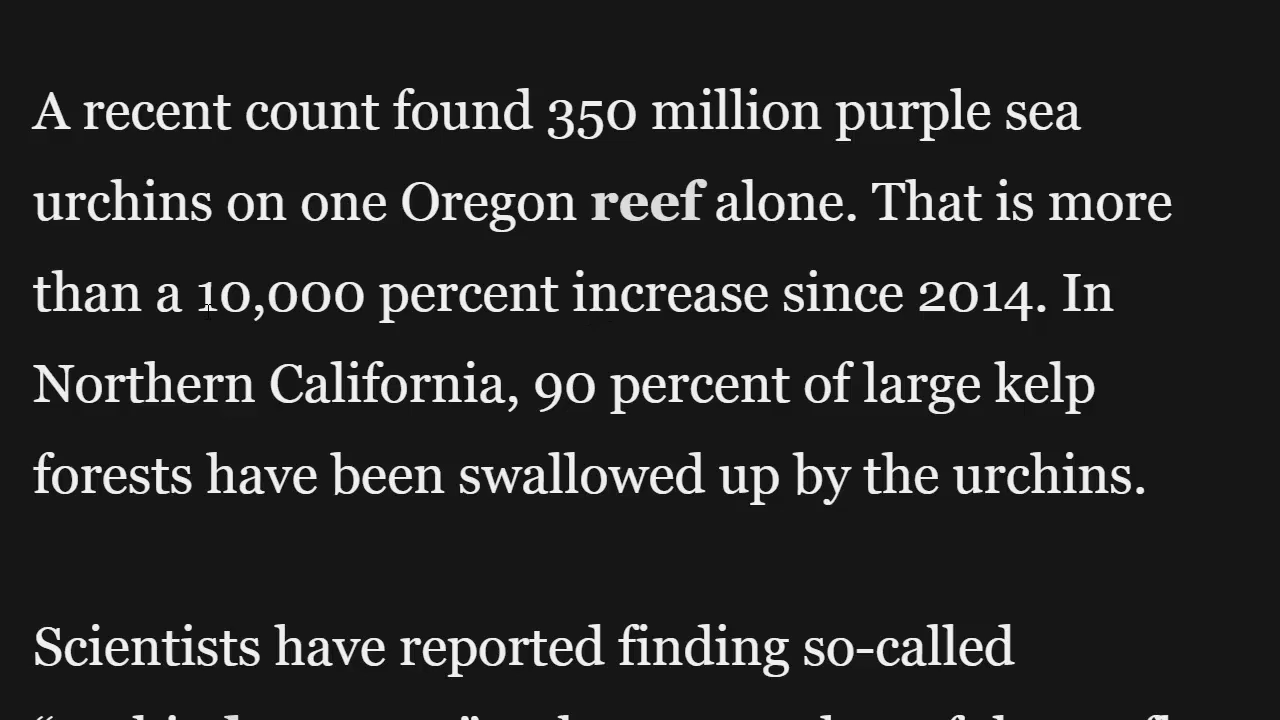 A recent count found 350 million purple sea
urchins on one Oregon reef alone. That is more
than a 10,000 percent increase since 2014. In
Northern California, 90 percent of large kelp
forests have been swallowed up by the urchins.
Scientists have reported finding so-called